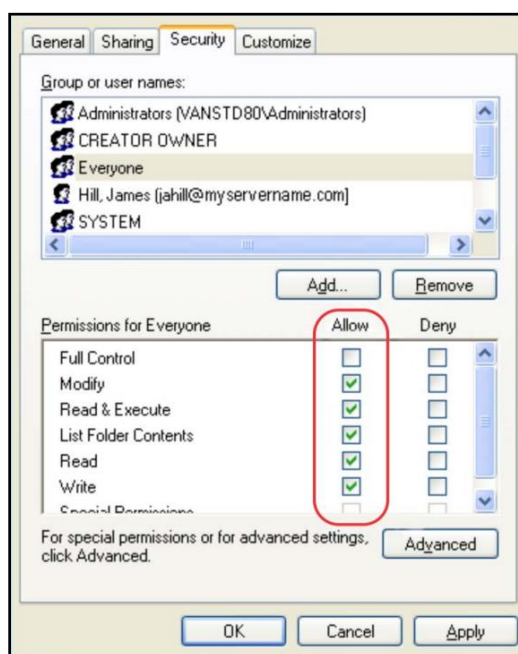 General Sharing Security Customize
Group or user names:
Administrators (VANSTD80\Administrators)
CREATOR OWNER
Everyone
Hill, James (jahill@myservername.com)
SYSTEM
Add... Remove
Permissions for Everyone Allow Deny
Full Control
Modify
Read & Execute
List Folder Contents
Read
Write
Special Permissions
For special permissions or for advanced settings, Advanced
click Advanced.
OK Cancel Apply